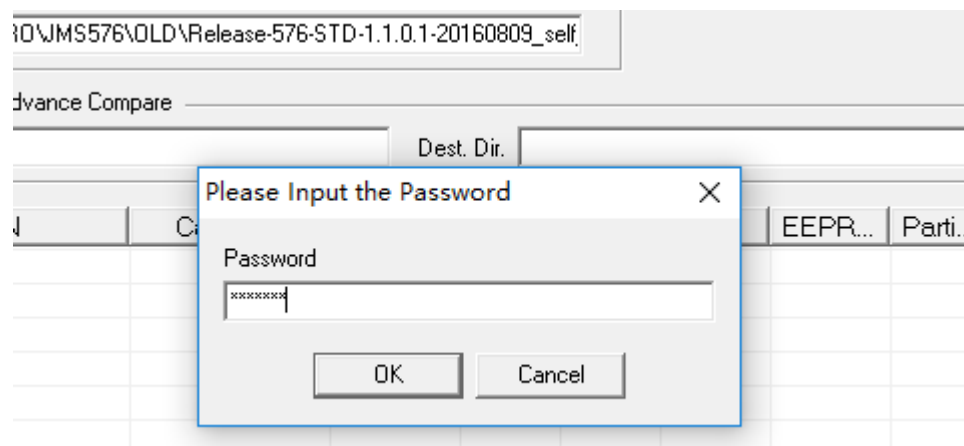 RO\JMS576\OLD\Release-576-STD-1.1.0.1-20160809_self
dvance Compare
Dest. Dir.
Please Input the Password
EEPR... Parti..
Password
*******
OK Cancel